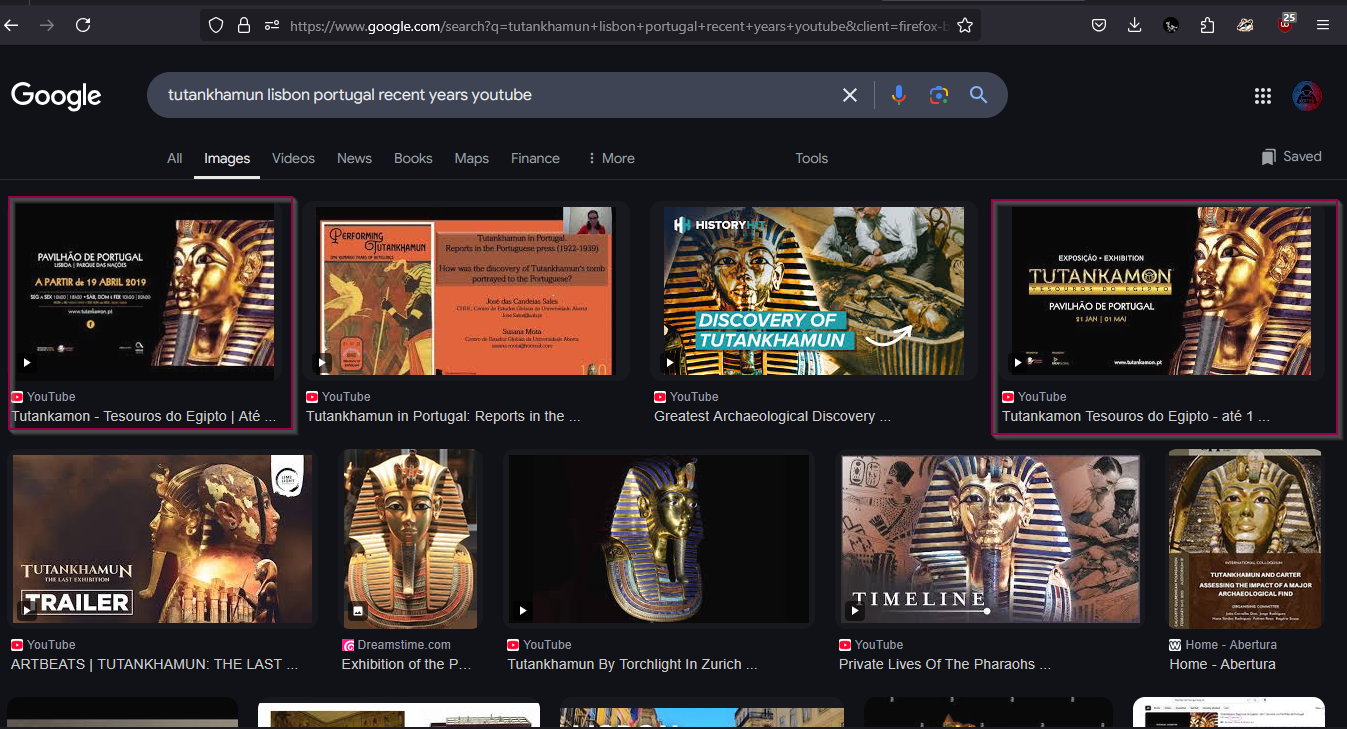 https://www.google.com/search?q=tutankhamun+lisbon+portugal+recent+years+youtube&client=firefox-b
25
Google
tutankhamun lisbon portugal recent years youtube
All
Images
Videos
News
Books
Maps
Finance
More
Tools
Saved
PAVILHÃO DE PORTUGAL
LISBOA | PARQUE DAS NAÇÕES
A PARTIR de 19 ABRIL 2019
www.tutankamon.pt
YouTube
Tutankamon - Tesouros do Egipto | Até ...
PERFORMING
TUTANKHAMUN
Tutankhamun in Portugal.
Reports in the Portuguese press (1922-1939)
How was the discovery of Tutankhamun's tomb
portrayed to the Portuguese?
José das Candeias Sales
Susana Mota
YouTube
Tutankhamun in Portugal: Reports in the ...
HISTORY HIT
DISCOVERY OF
TUTANKHAMUN
YouTube
Greatest Archaeological Discovery ...
EXPOSIÇÃO • EXHIBITION
TUTANKAMON
TESOUROS DO EGIPTO
PAVILHÃO DE PORTUGAL
21 JAN | 01 MAI
www.tutankamon.pt
YouTube
Tutankamon Tesouros do Egipto - até 1 ...
LIME
LIGHT
TUTANKHAMUN
THE LAST EXHIBITION
TRAILER
YouTube
ARTBEATS | TUTANKHAMUN: THE LAST ...
Dreamstime.com
Exhibition of the P...
YouTube
Tutankhamun By Torchlight In Zurich ...
TIMELINE
YouTube
Private Lives Of The Pharaohs ...
INTERNATIONAL COLLOQUIUM
TUTANKHAMUN AND CARTER
ASSESSING THE IMPACT OF A MAJOR
ARCHAEOLOGICAL FIND
ORGANISING COMMITTEE
Home - Abertura
Home - Abertura